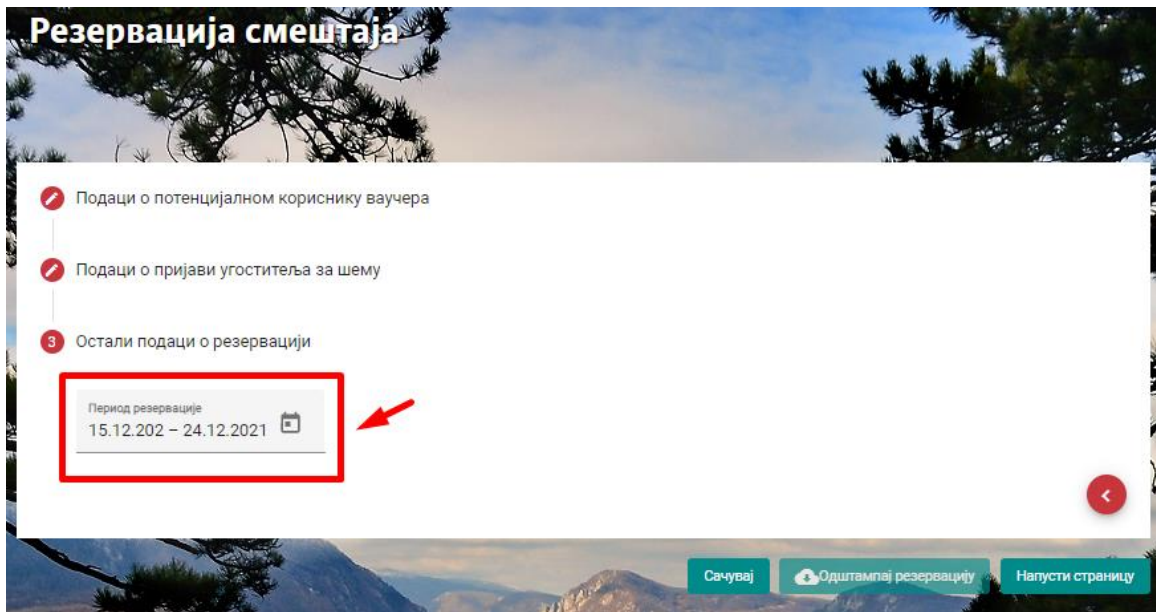 Резервација смештаја
Подаци о потенцијалном кориснику ваучера
Подаци о пријави угоститеља за шему
3 Остали подаци о резервацији
Период резервације
15.12.202 – 24.12.2021
Сачувај Одштампај резервацију Напусти страницу